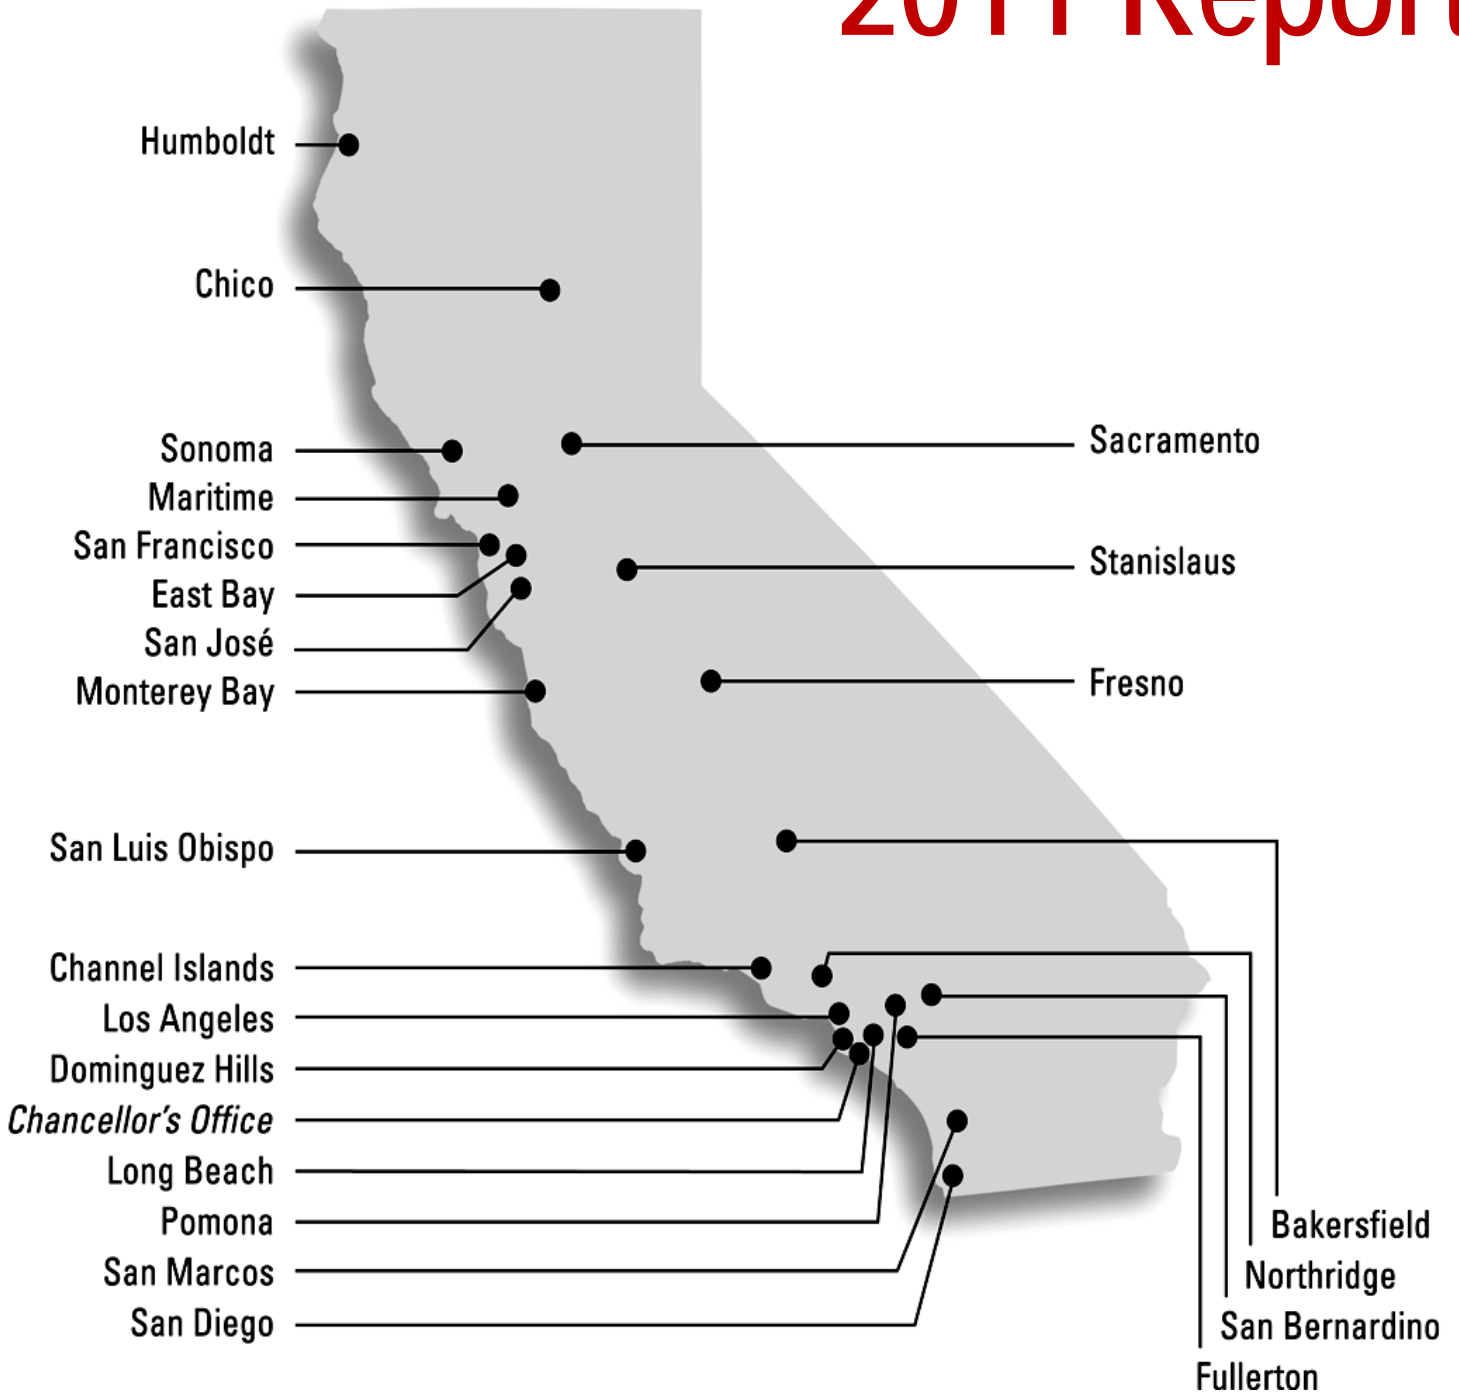 2011 Report
Humboldt
Chico
Sonoma
Maritime
San Francisco
East Bay
San José
Monterey Bay
San Luis Obispo
Channel Islands
Los Angeles
Dominguez Hills
Chancellor's Office
Long Beach
Pomona
San Marcos
San Diego
Sacramento
Stanislaus
Fresno
Bakersfield
Northridge
San Bernardino
Fullerton